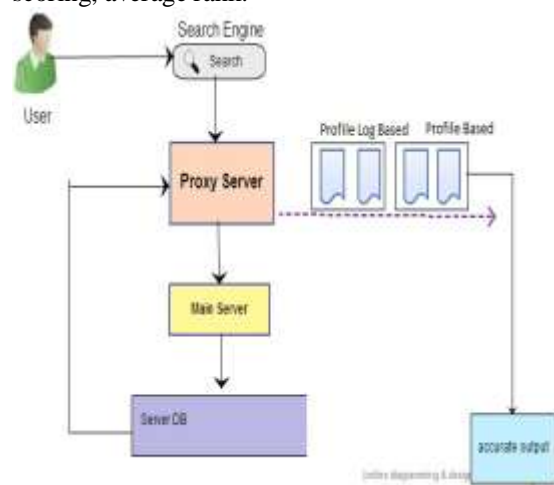 scoring, average rank.
Search Engine
Search
User
Profile Log Based Profile Based
Proxy Server
Main Server
Server DB
accurate output